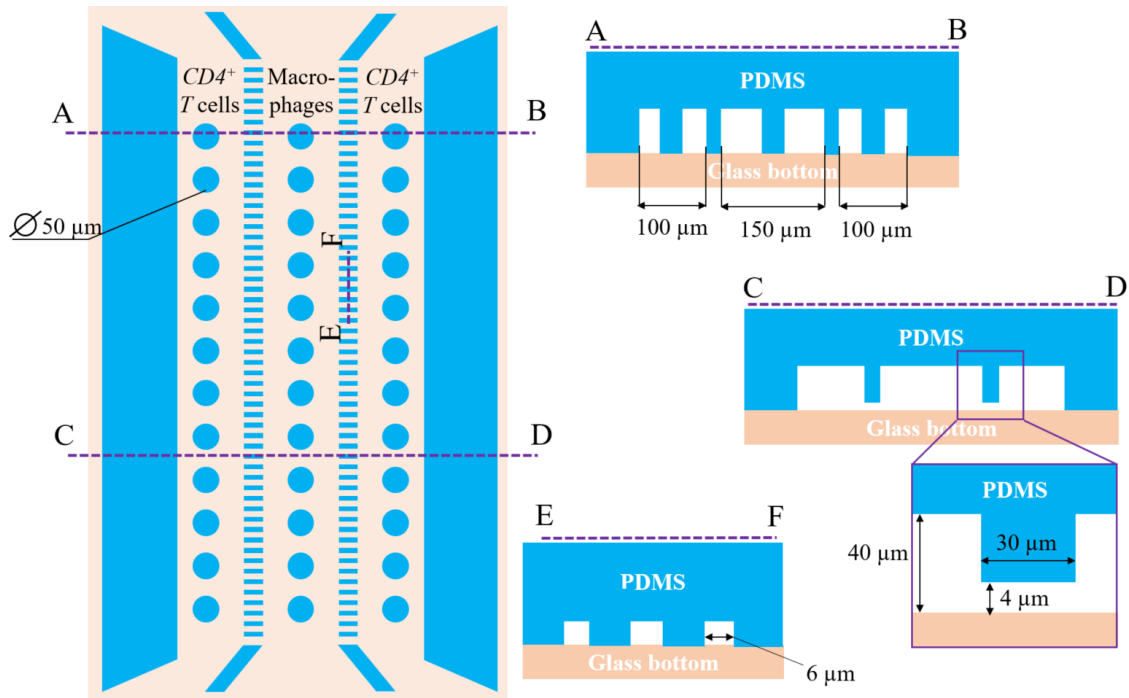 CD4⁺
T cells
Macro-
phages
CD4⁺
T cells
A
B
∅ 50 µm
F
E
C
D
A
B
PDMS
Glass bottom
100 µm
150 µm
100 µm
C
D
PDMS
Glass bottom
PDMS
40 µm
30 µm
4 µm
E
F
PDMS
Glass bottom
6 µm